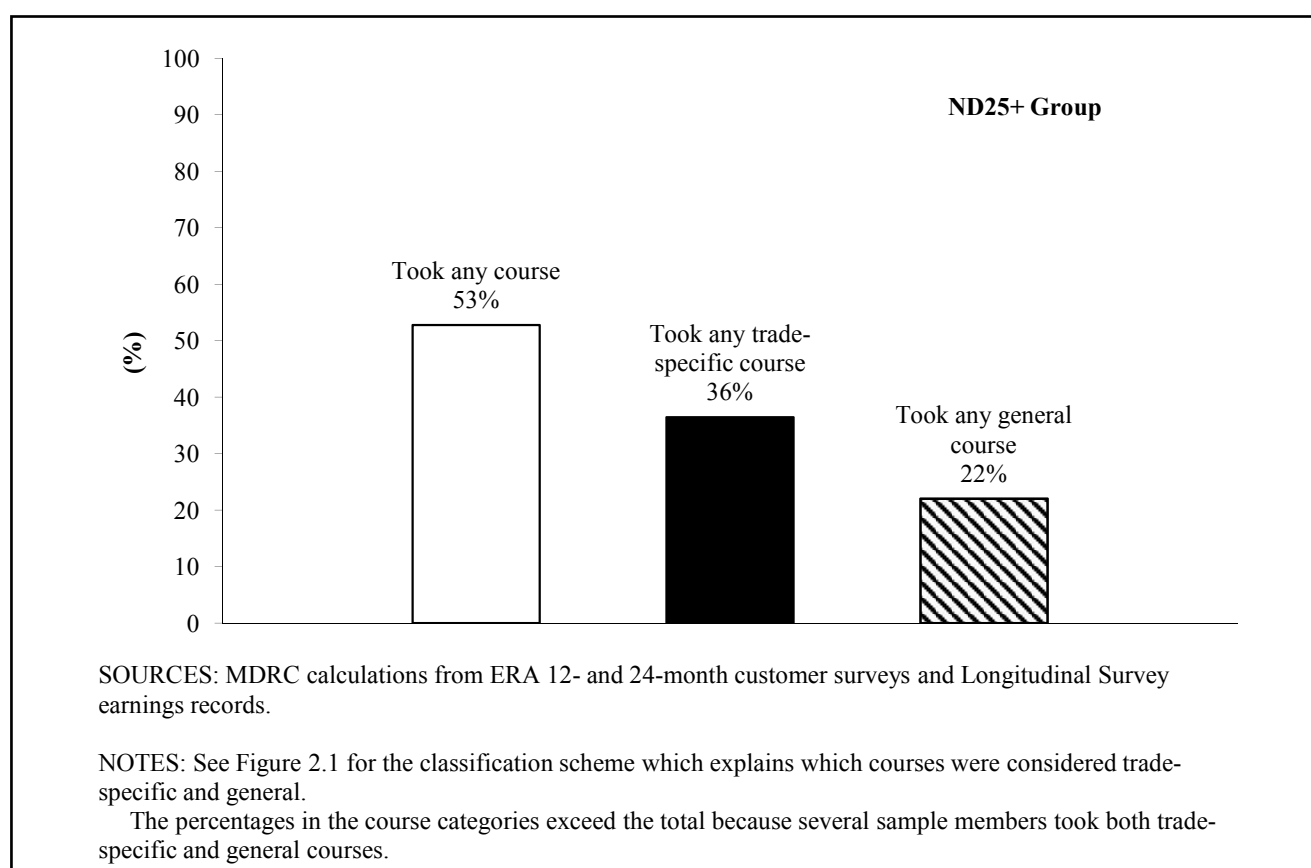 100
90
80
70
60
50
40
30
20
10
0
(%)
ND25+ Group
Took any course
53%
Took any trade-
specific course
36%
Took any general
course
22%
SOURCES: MDRC calculations from ERA 12- and 24-month customer surveys and Longitudinal Survey
earnings records.
NOTES: See Figure 2.1 for the classification scheme which explains which courses were considered trade-
specific and general.
The percentages in the course categories exceed the total because several sample members took both trade-
specific and general courses.